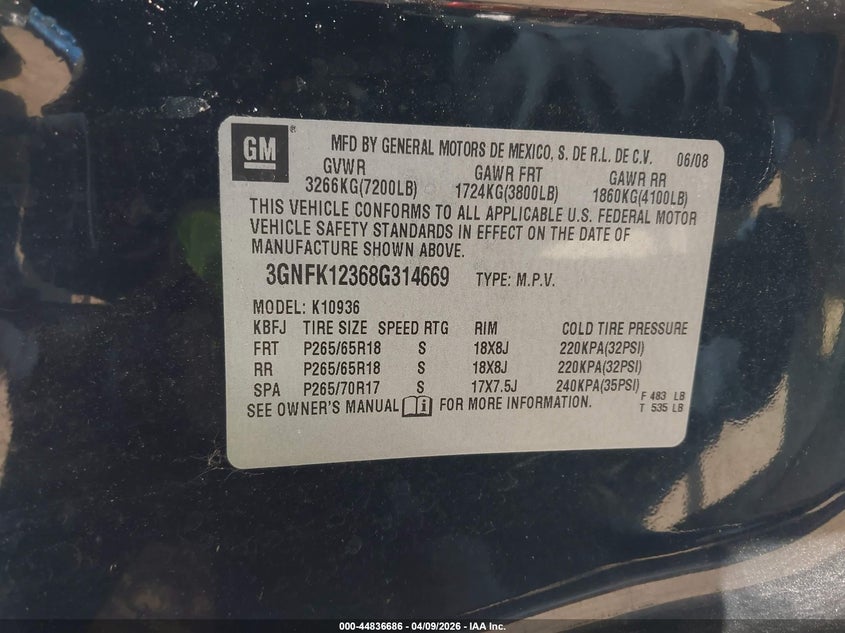 GM ® MFD BY GENERAL MOTORS DE MEXICO, S. DE R.L. DE C.V. 06/08
GVWR GAWR FRT GAWR RR
3266KG(7200LB) 1724KG(3800LB) 1860KG(4100LB)
THIS VEHICLE CONFORMS TO ALL APPLICABLE U.S. FEDERAL MOTOR
VEHICLE SAFETY STANDARDS IN EFFECT ON THE DATE OF
MANUFACTURE SHOWN ABOVE.
3GNFK12368G314669 TYPE: M.P.V.
MODEL: K10936
KBFJ TIRE SIZE SPEED RTG RIM COLD TIRE PRESSURE
FRT P265/65R18 S 18X8J 220KPA(32PSI)
RR P265/65R18 S 18X8J 220KPA(32PSI)
SPA P265/70R17 S 17X7.5J 240KPA(35PSI)
F 483 LB
SEE OWNER'S MANUAL i FOR MORE INFORMATION. T 535 LB
000-44836686 - 04/09/2026 - IAA Inc.